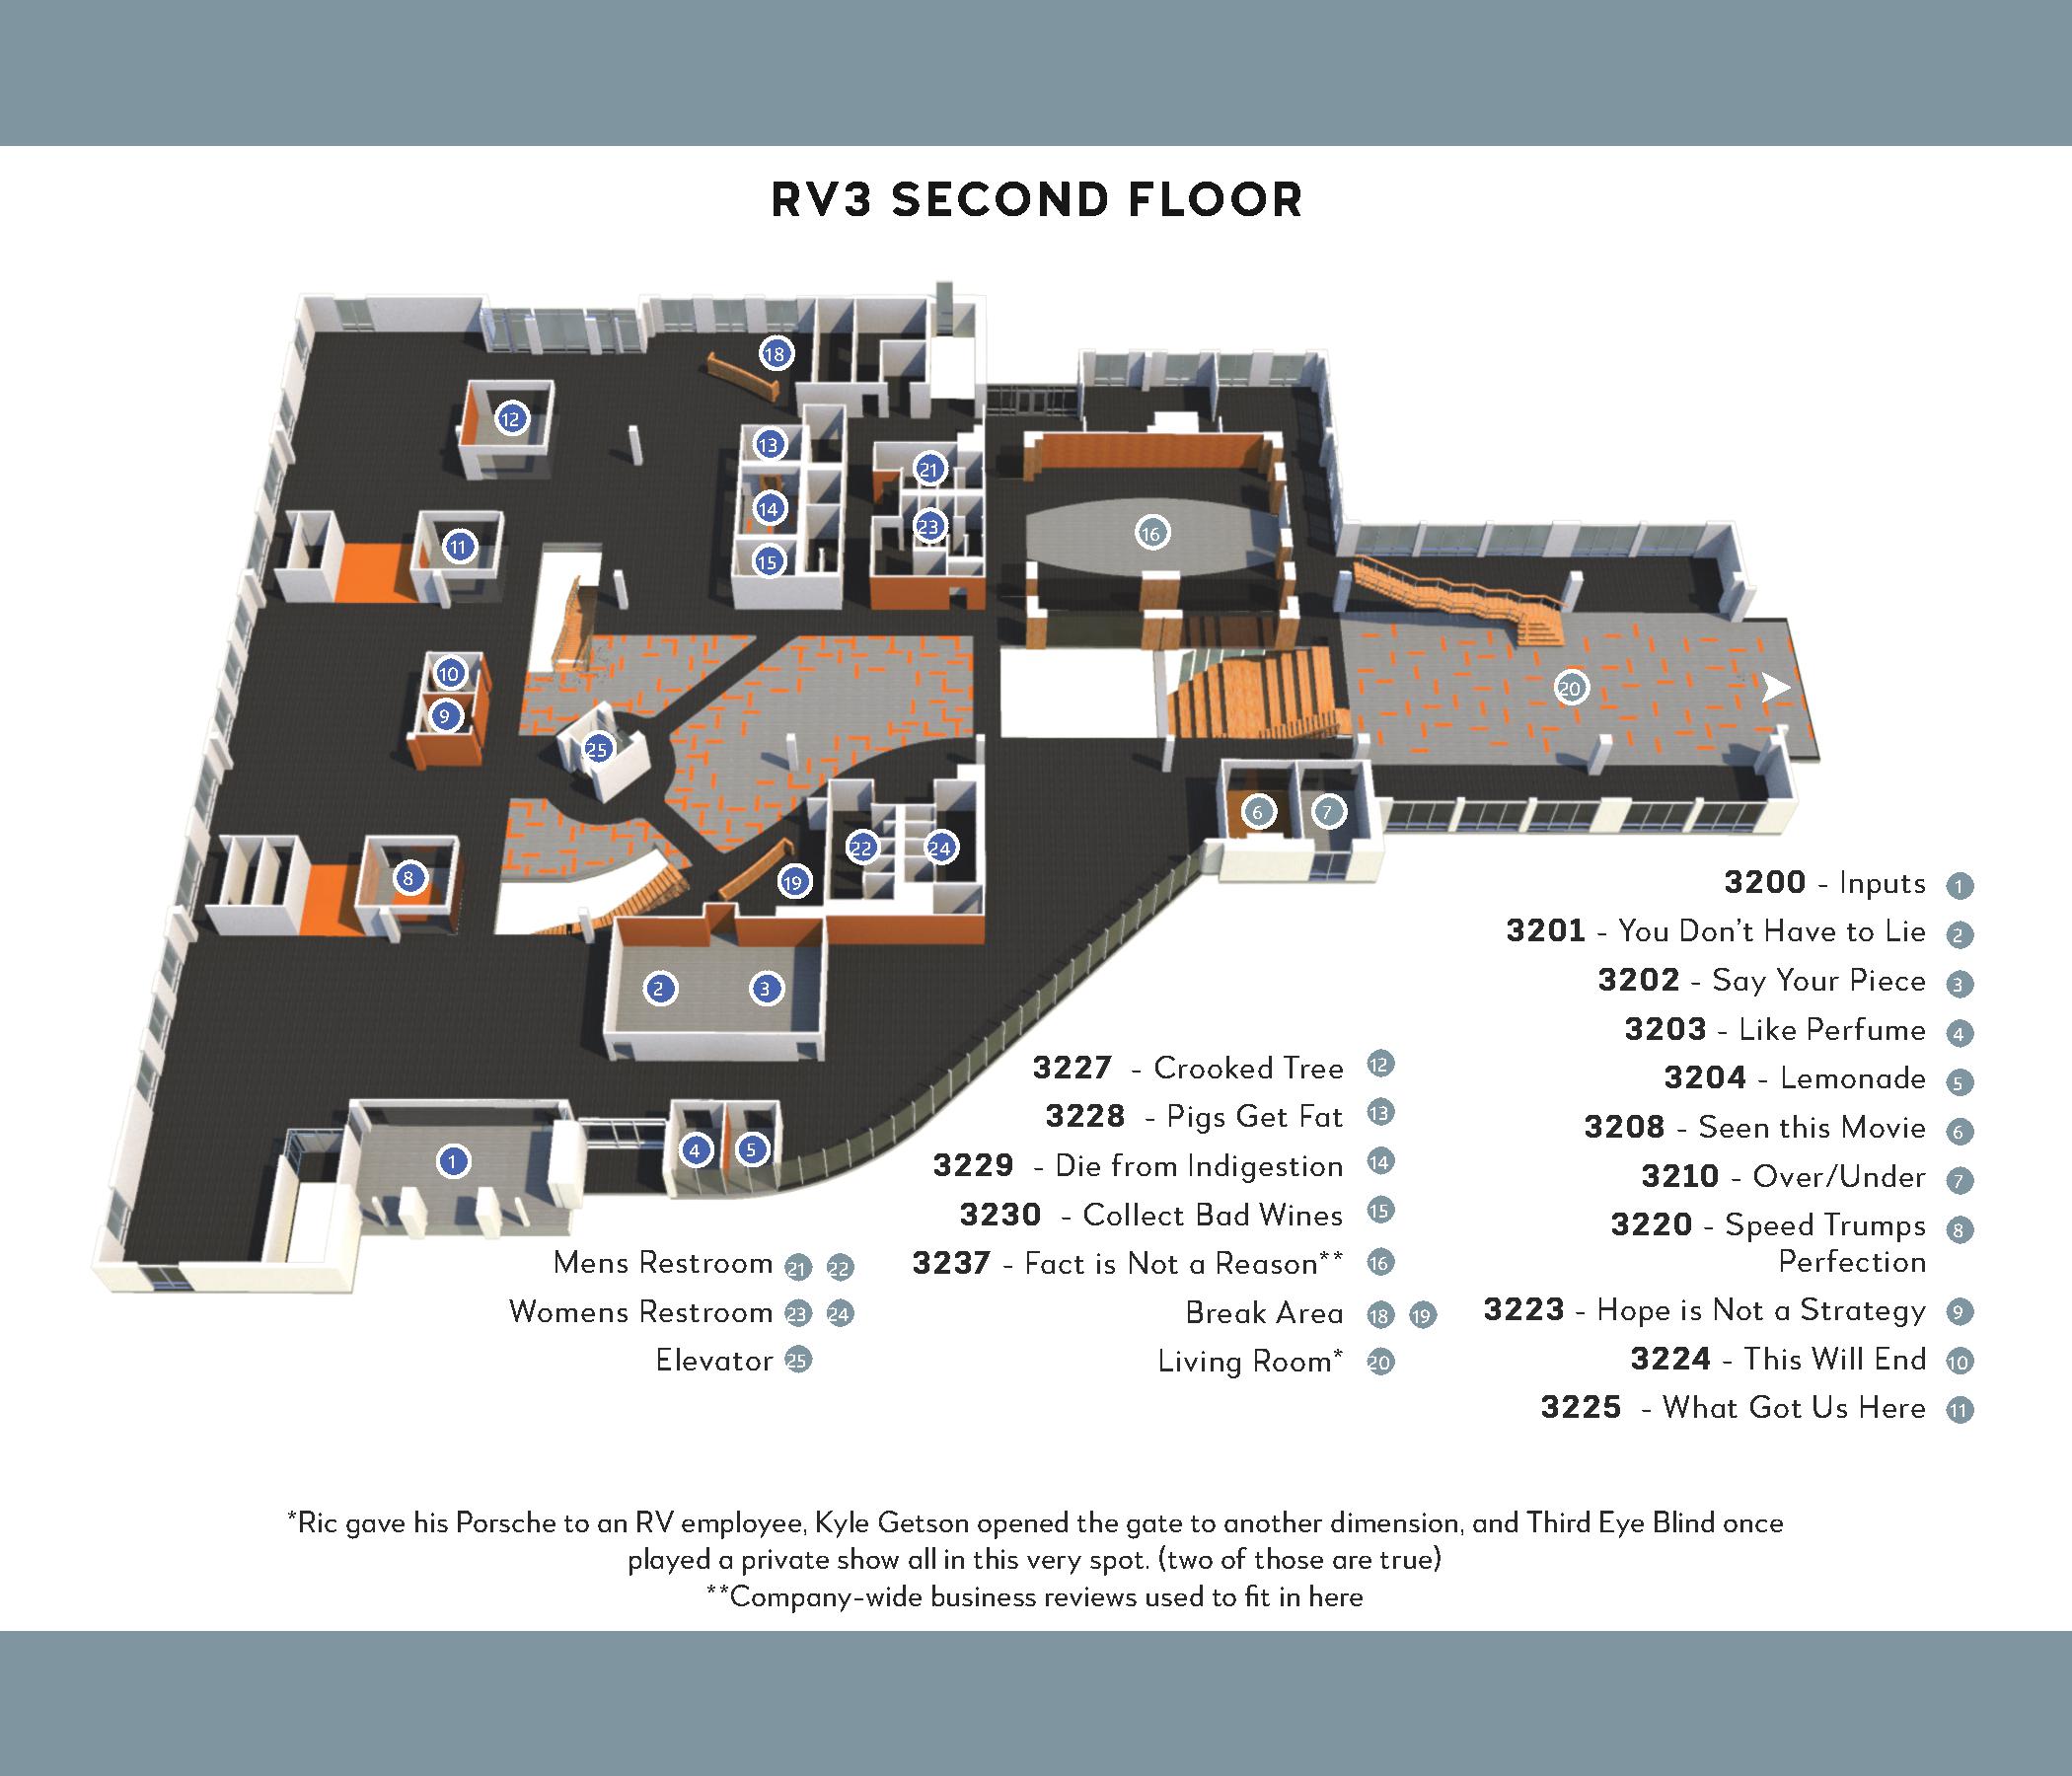 RV3 SECOND FLOOR
18
12
13
21
14
23
16
11
15
10
20
9
25
6
7
22
24
8
19
2
3
4
5
1
3200 - Inputs 1
3201 - You Don't Have to Lie 2
3202 - Say Your Piece 3
3203 - Like Perfume 4
3204 - Lemonade 5
3208 - Seen this Movie 6
3210 - Over/Under 7
3220 - Speed Trumps 8
Perfection
3223 - Hope is Not a Strategy 9
3224 - This Will End 10
3225 - What Got Us Here 11
3227 - Crooked Tree 12
3228 - Pigs Get Fat 13
3229 - Die from Indigestion 14
3230 - Collect Bad Wines 15
3237 - Fact is Not a Reason** 16
Break Area 18 19
Living Room* 20
Mens Restroom 21 22
Womens Restroom 23 24
Elevator 25
*Ric gave his Porsche to an RV employee, Kyle Getson opened the gate to another dimension, and Third Eye Blind once
played a private show all in this very spot. (two of those are true)
**Company-wide business reviews used to fit in here